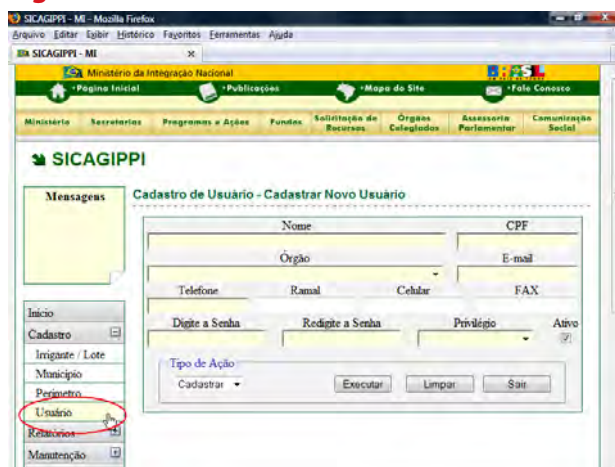 SICAGIPPI - MI - Mozilla Firefox
Arquivo Editar Exibir Histórico Favoritos Ferramentas Ajuda
SICAGIPPI - MI
Ministério da Integração Nacional
BRASIL
Pagina Inicial
Publicações
Mapa do Site
Fale Conosco
Ministério
Secretarias
Programas e Ações
Fundos
Solicitação de Recursos
Órgãos Colegiados
Assessoria Parlamentar
Comunicação Social
SICAGIPPI
Mensagens
Cadastro de Usuário - Cadastrar Novo Usuário
Nome
CPF
Órgão
E-mail
Telefone
Ramal
Celular
FAX
Digite a Senha
Redigite a Senha
Privilégio
Ativo
Tipo de Ação
Cadastrar
Executar
Limpar
Sair
Início
Cadastro
Irrigante / Lote
Município
Perímetro
Usuário
Relatórios
Manutenção